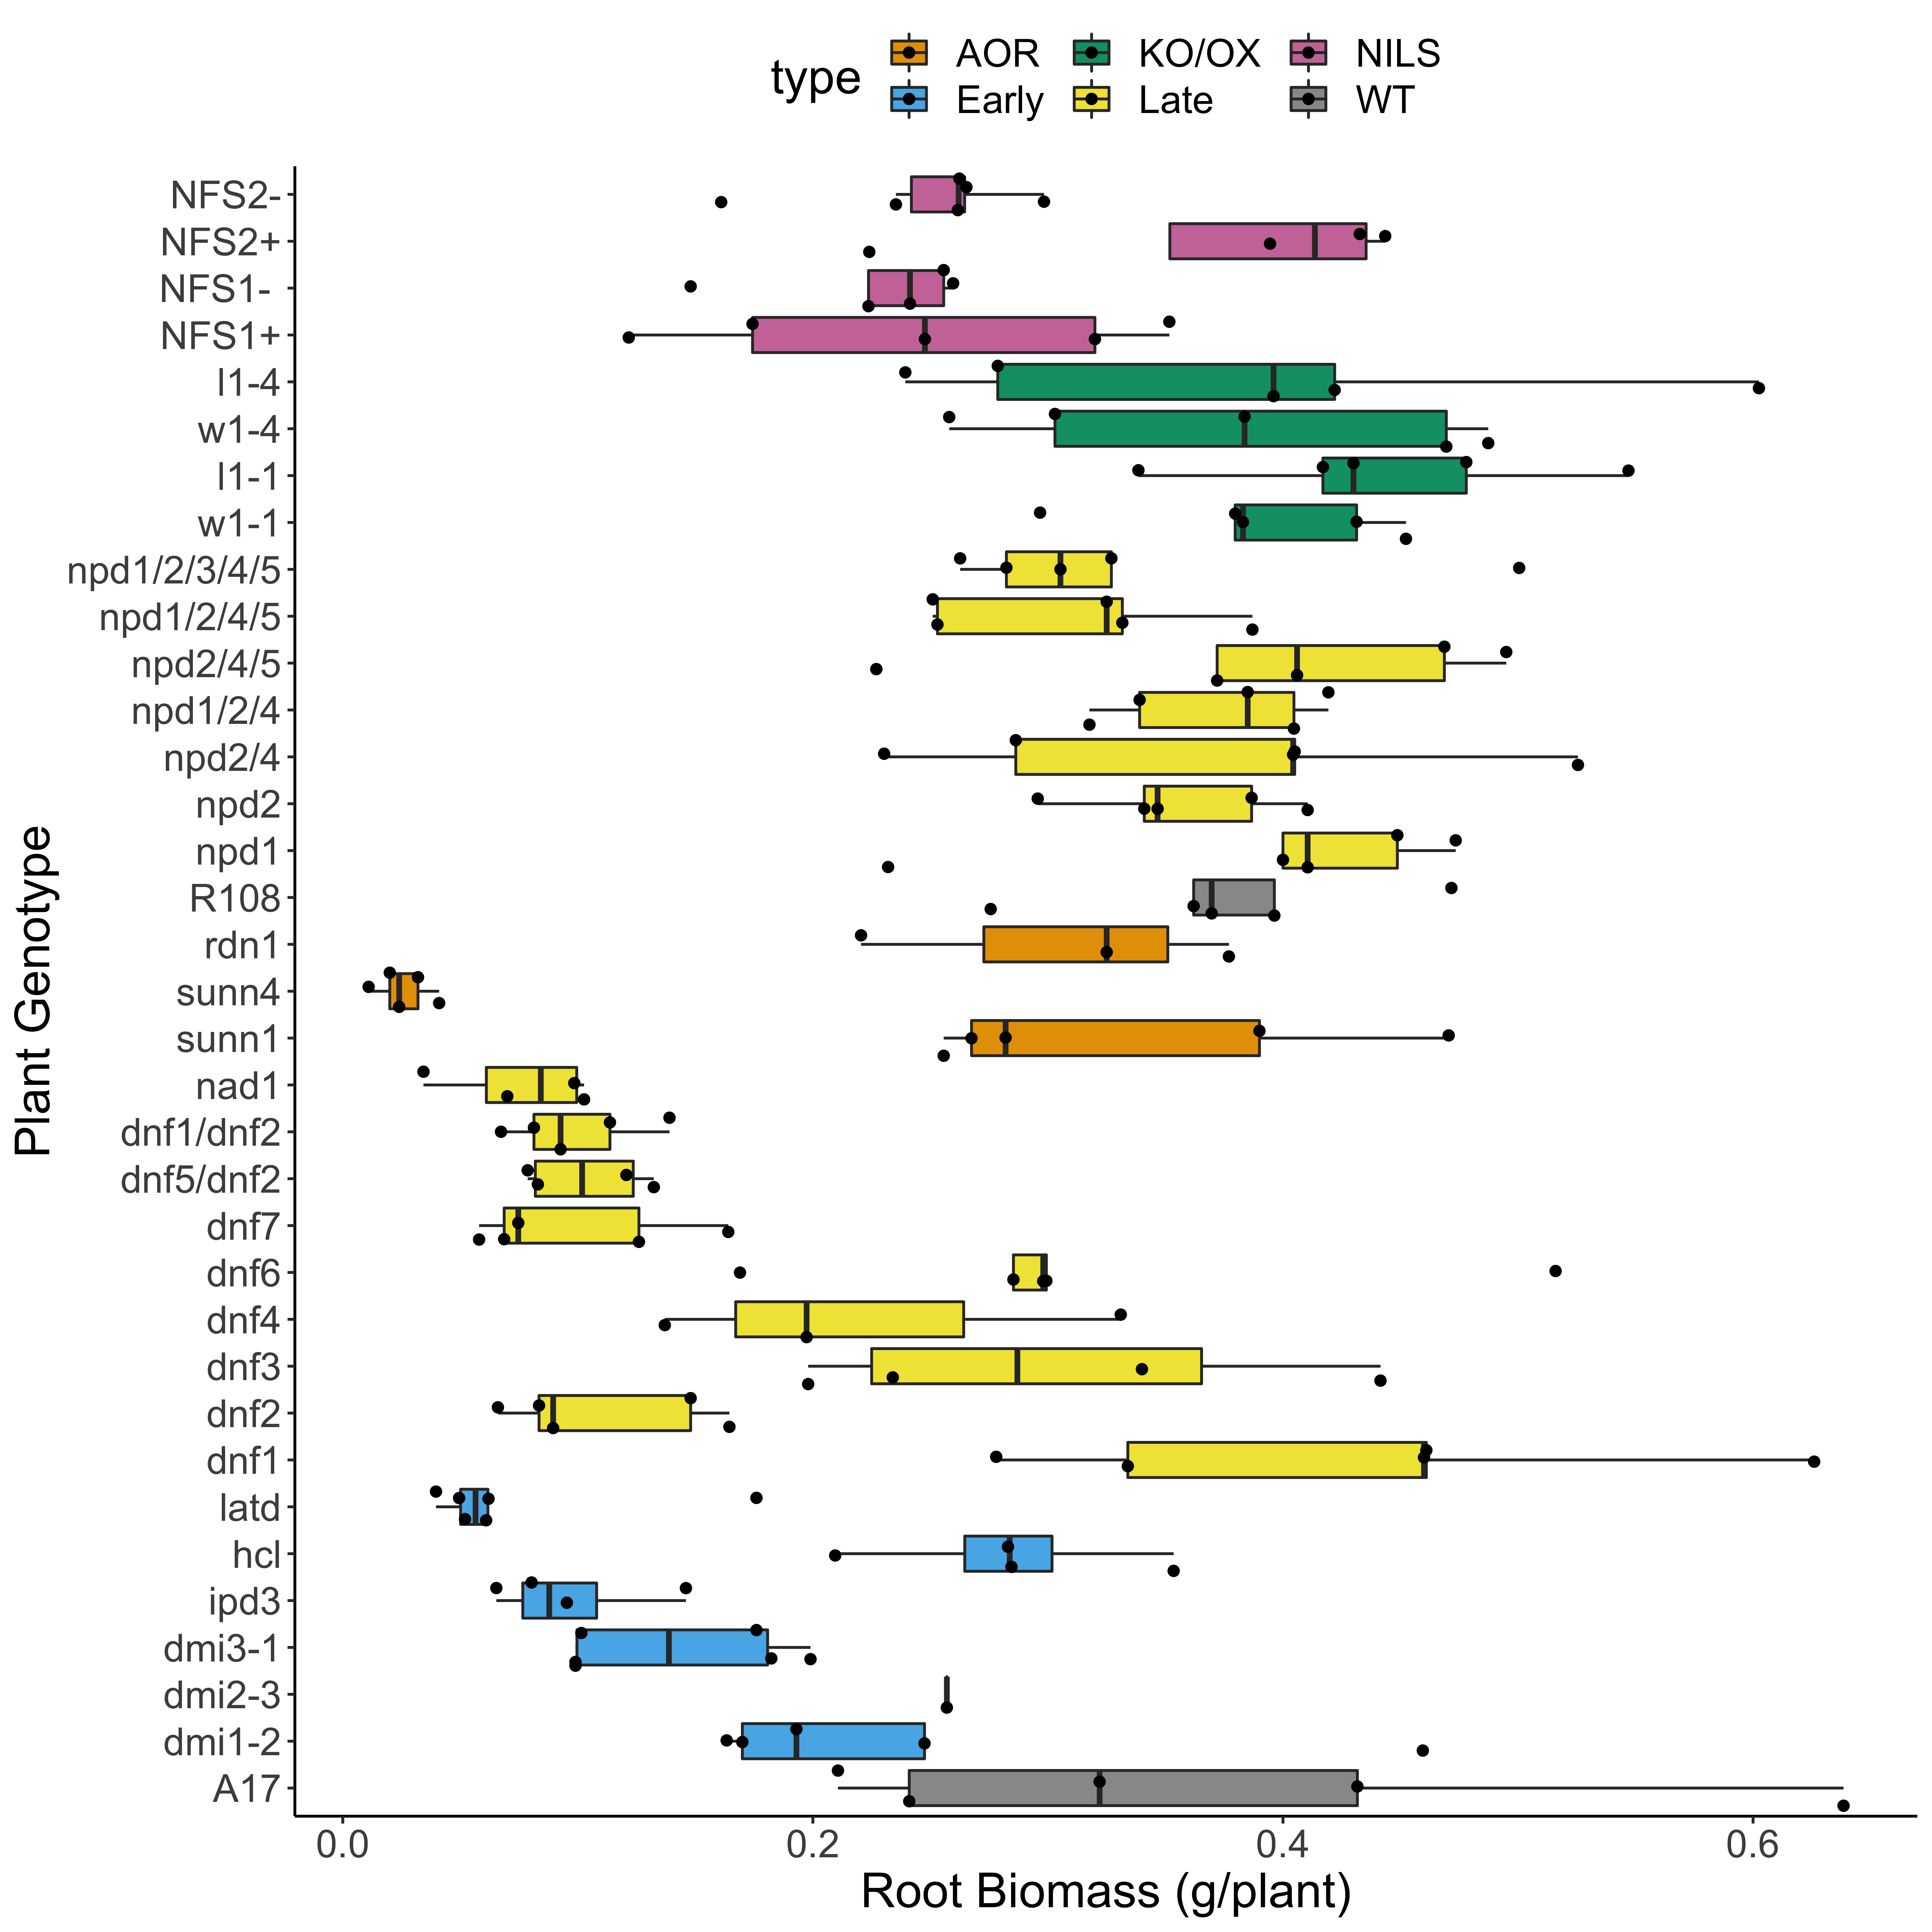 type
AOR KO/OX NILS
Early Late WT
NFS2-
NFS2+
NFS1-
NFS1+
l1-4
w1-4
l1-1
w1-1
npd1/2/3/4/5
npd1/2/4/5
npd2/4/5
npd1/2/4
npd2/4
npd2
npd1
R108
rdn1
sunn4
sunn1
nad1
dnf1/dnf2
dnf5/dnf2
dnf7
dnf6
dnf4
dnf3
dnf2
dnf1
latd
hcl
ipd3
dmi3-1
dmi2-3
dmi1-2
A17
Plant Genotype
0.0 0.2 0.4 0.6
Root Biomass (g/plant)